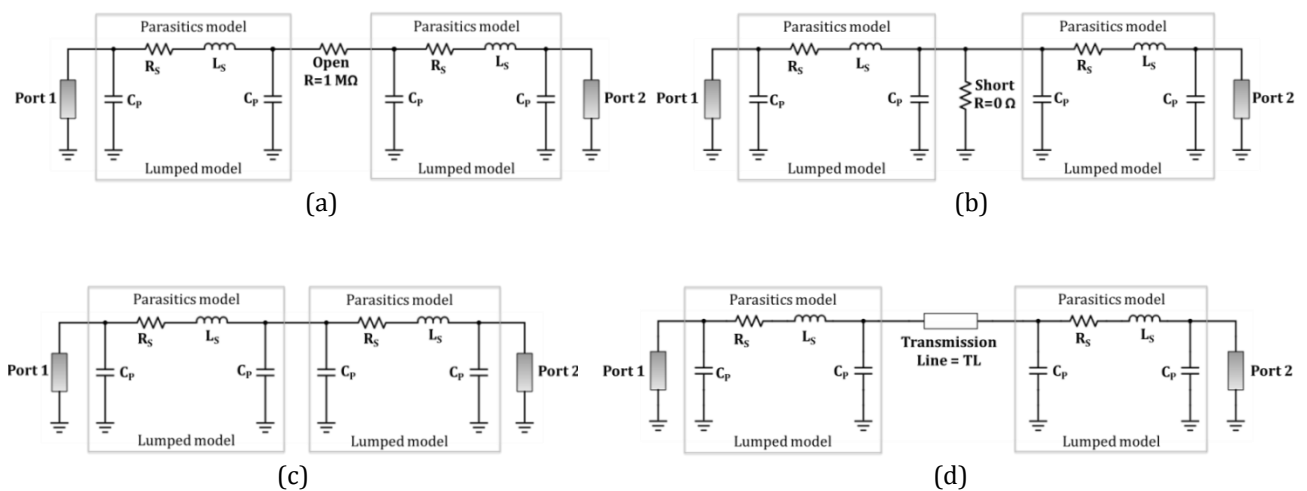 Parasitics model
Parasitics model
R_S
L_S
Open
R=1 MΩ
R_S
L_S
Port 1
C_P
C_P
C_P
C_P
Port 2
Lumped model
Lumped model
(a)
Parasitics model
Parasitics model
R_S
L_S
R_S
L_S
Port 1
C_P
C_P
Short
R=0 Ω
C_P
C_P
Port 2
Lumped model
Lumped model
(b)
Parasitics model
Parasitics model
R_S
L_S
R_S
L_S
Port 1
C_P
C_P
C_P
C_P
Port 2
Lumped model
Lumped model
(c)
Parasitics model
Parasitics model
R_S
L_S
Transmission
Line = TL
R_S
L_S
Port 1
C_P
C_P
C_P
C_P
Port 2
Lumped model
Lumped model
(d)